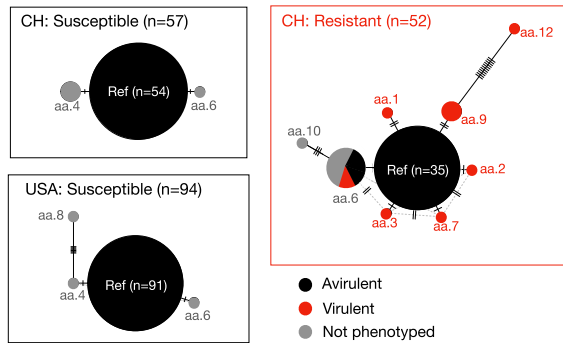 CH: Susceptible (n=57)
Ref (n=54)
aa.4
aa.6
USA: Susceptible (n=94)
aa.8
Ref (n=91)
aa.4
aa.6
CH: Resistant (n=52)
aa.12
aa.1
aa.9
aa.10
Ref (n=35)
aa.2
aa.6
aa.3
aa.7
Avirulent
Virulent
Not phenotyped